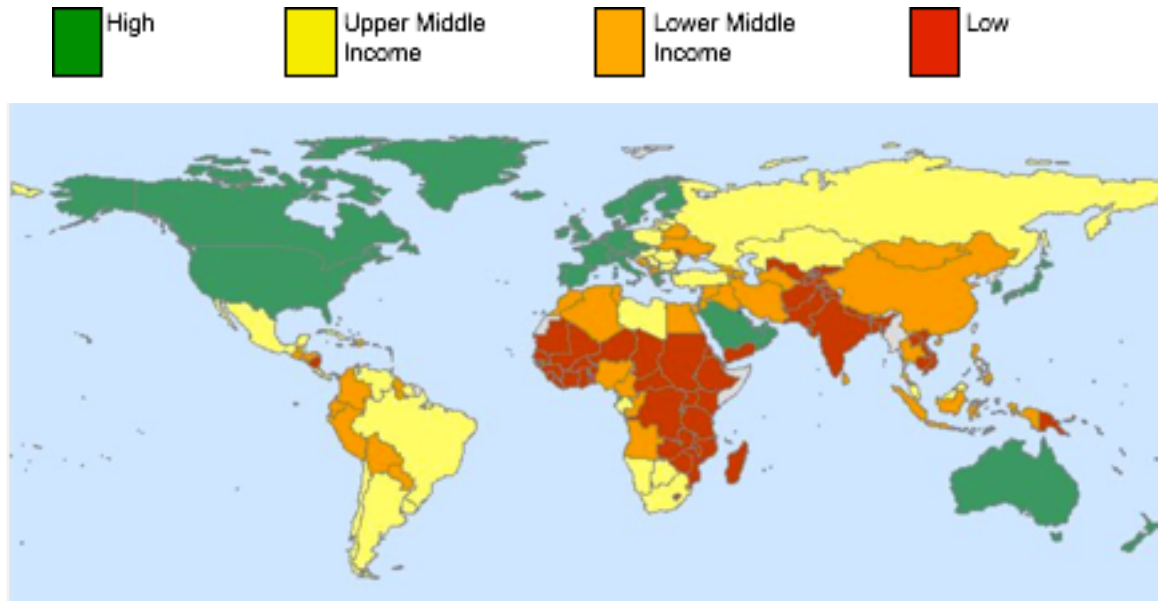 High
Upper Middle
Income
Lower Middle
Income
Low